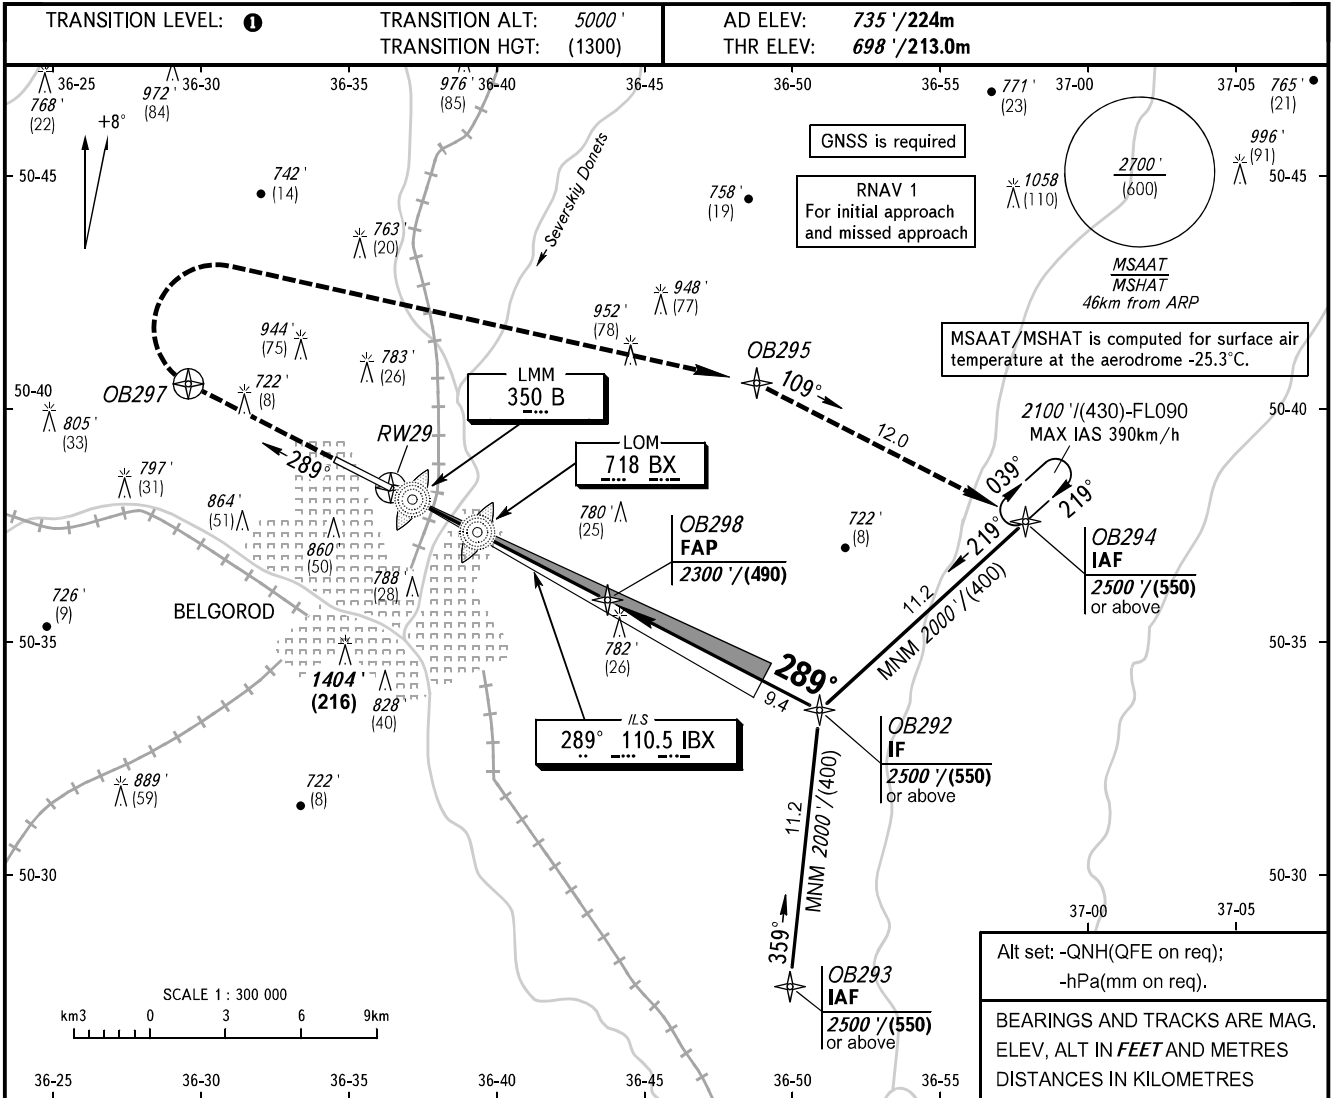 TRANSITION LEVEL: ❶
TRANSITION ALT: 5000 '
TRANSITION HGT: (1300)
AD ELEV: 735 '/224m
THR ELEV: 698 '/213.0m
36-25
36-30
36-35
36-40
36-45
36-50
36-55
37-00
37-05
768 '
(22)
972 '
(84)
976 '
(85)
771 '
(23)
765 '
(21)
+8°
50-45
742 '
(14)
763 '
(20)
Severskiy Donets
758 '
(19)
GNSS is required
RNAV 1
For initial approach
and missed approach
1058
(110)
2700 '
(600)
996 '
(91)
50-45
MSAAT
MSHAT
46km from ARP
MSAAT/MSHAT is computed for surface air
temperature at the aerodrome -25.3°C.
948 '
(77)
952 '
(78)
944 '
(75)
783 '
(26)
722 '
(8)
OB297
OB295
109°
12.0
50-40
50-40
805 '
(33)
LMM
350 B
RW29
289°
LOM
718 BX
2100 '/(430)-FL090
MAX IAS 390km/h
039°
219°
219°
797 '
(31)
864 '
(51)
860 '
(50)
788 '
(28)
780 '
(25)
722 '
(8)
OB298
FAP
2300 '/(490)
OB294
IAF
2500 '/(550)
or above
11.2
MNM 2000 '/(400)
726 '
(9)
BELGOROD
50-35
50-35
782 '
(26)
289°
9.4
1404 '
(216)
828 '
(40)
ILS
289° 110.5 IBX
OB292
IF
2500 '/(550)
or above
889 '
(59)
722 '
(8)
11.2
MNM 2000 '/(400)
50-30
50-30
359°
37-00
37-05
OB293
IAF
2500 '/(550)
or above
SCALE 1 : 300 000
km3 0 3 6 9km
Alt set: -QNH(QFE on req);
-hPa(mm on req).
BEARINGS AND TRACKS ARE MAG.
ELEV, ALT IN FEET AND METRES
DISTANCES IN KILOMETRES
36-25
36-30
36-35
36-40
36-45
36-50
36-55